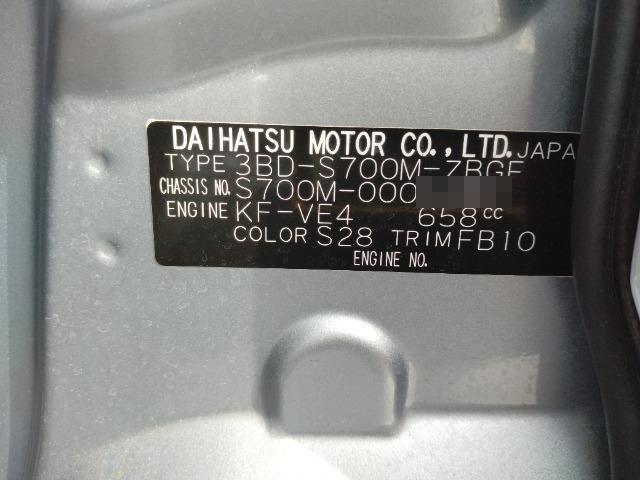 DAIHATSU MOTOR CO., LTD. JAPA
TYPE 3BD-S700M-ZBGF
CHASSIS NO. S700M-000
ENGINE KF-VE4 658cc
COLOR S28 TRIM FB10
ENGINE NO.